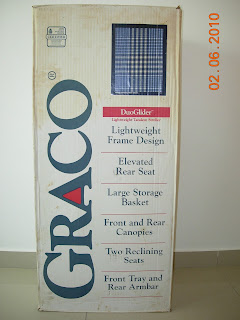 GRACO
®
DuoGlider
Lightweight Tandem Stroller
Lightweight
Frame Design
Elevated
Rear Seat
Large Storage
Basket
Front and Rear
Canopies
Two Reclining
Seats
Front Tray and
Rear Armbar
02.06.2010